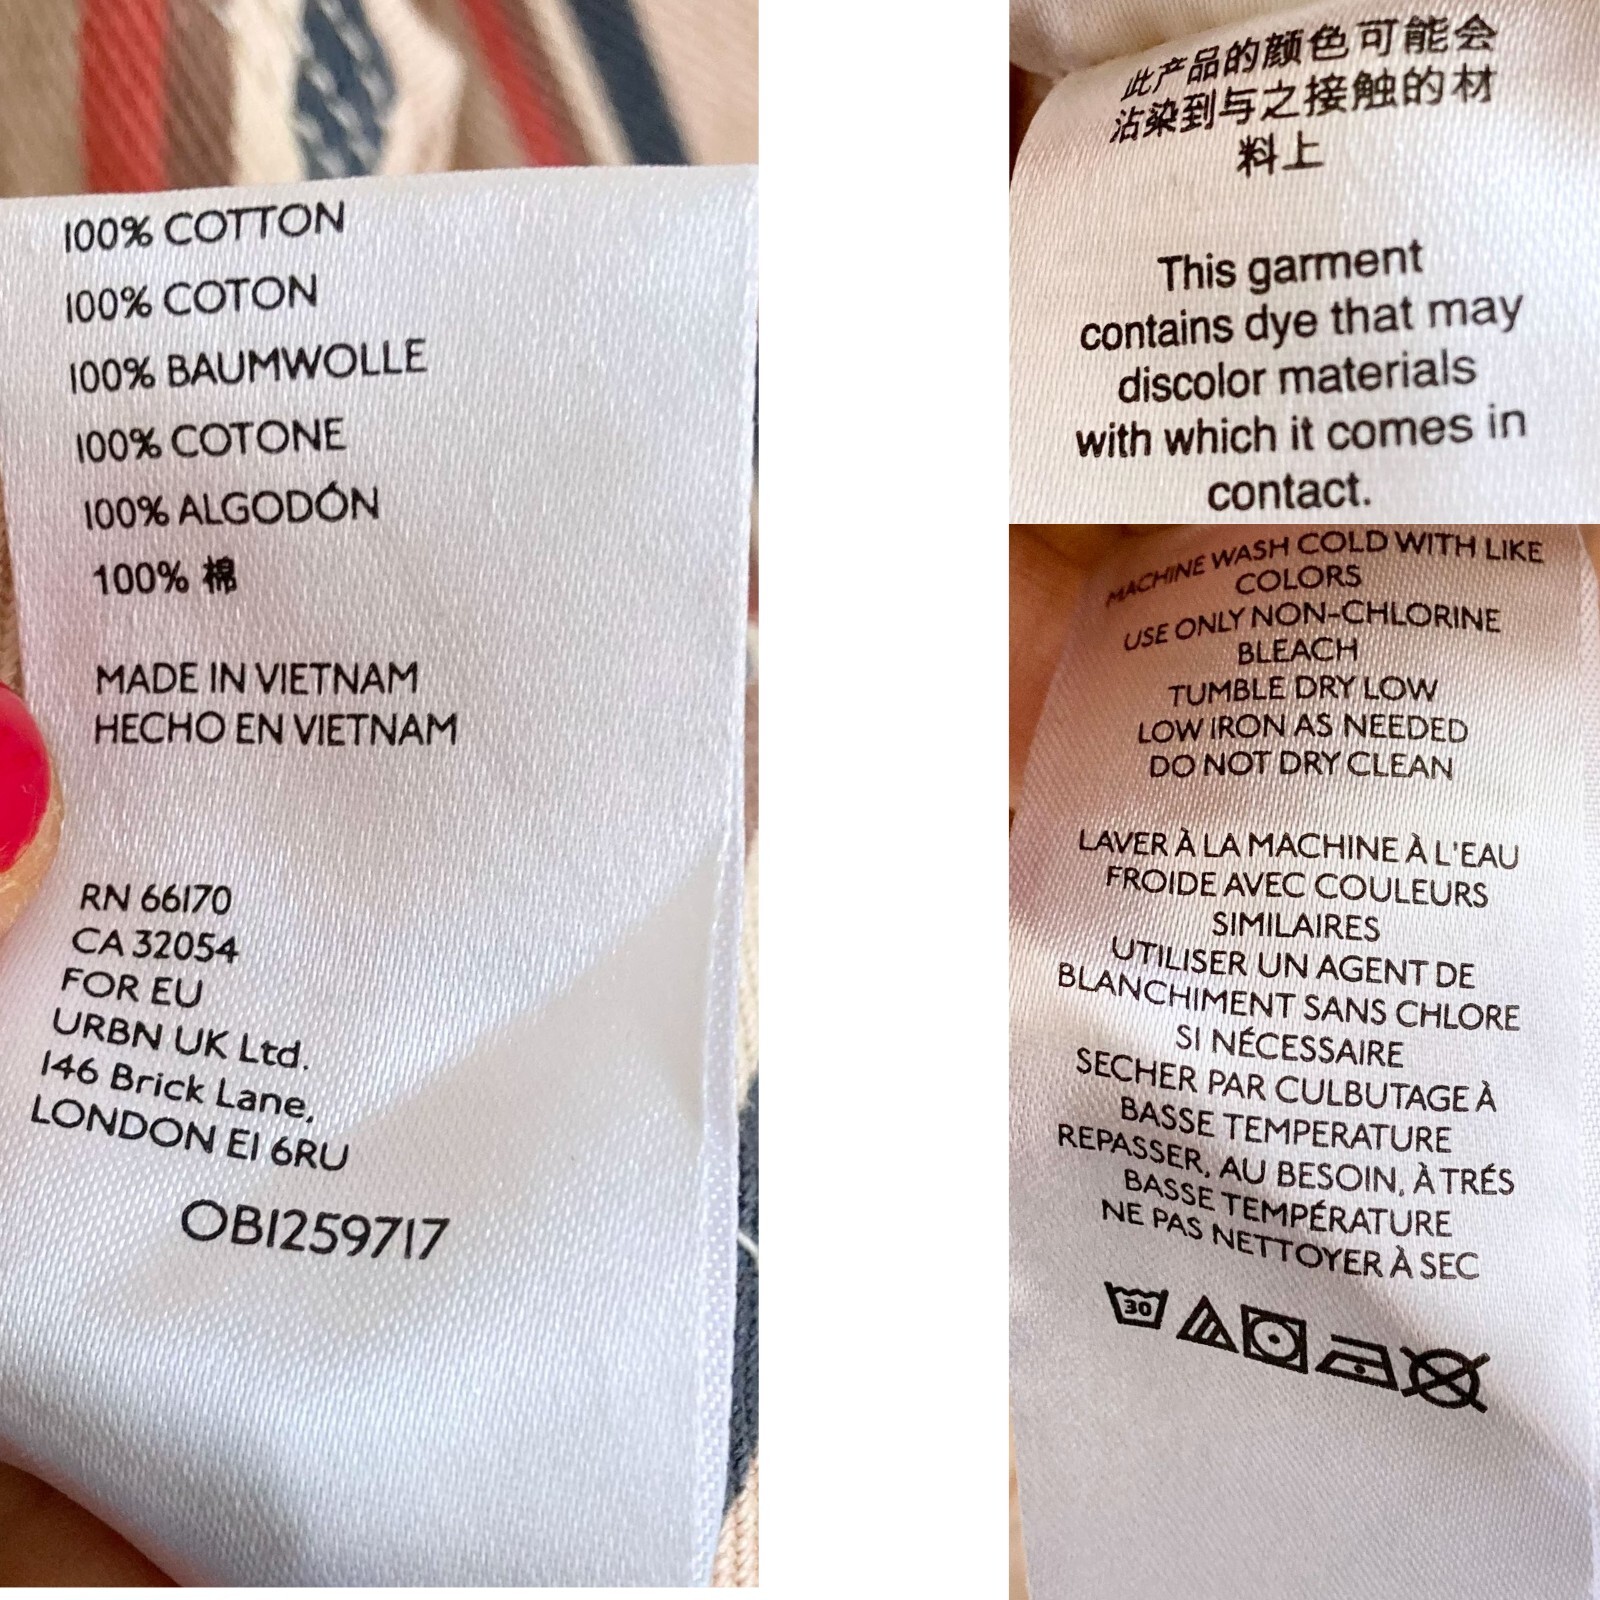 100% COTTON
100% COTON
100% BAUMWOLLE
100% COTONE
100% ALGODÓN
100% 棉
MADE IN VIETNAM
HECHO EN VIETNAM
RN 66170
CA 32054
FOR EU
URBN UK Ltd.
146 Brick Lane,
LONDON E1 6RU
OB1259717
此产品的颜色可能会
沾染到与之接触的材
料上
This garment
contains dye that may
discolor materials
with which it comes in
contact.
MACHINE WASH COLD WITH LIKE
COLORS
USE ONLY NON-CHLORINE
BLEACH
TUMBLE DRY LOW
LOW IRON AS NEEDED
DO NOT DRY CLEAN
LAVER À LA MACHINE À L'EAU
FROIDE AVEC COULEURS
SIMILAIRES
UTILISER UN AGENT DE
BLANCHIMENT SANS CHLORE
SI NÉCESSAIRE
SECHER PAR CULBUTAGE À
BASSE TEMPERATURE
REPASSER, AU BESOIN, À TRÉS
BASSE TEMPÉRATURE
NE PAS NETTOYER À SEC
30